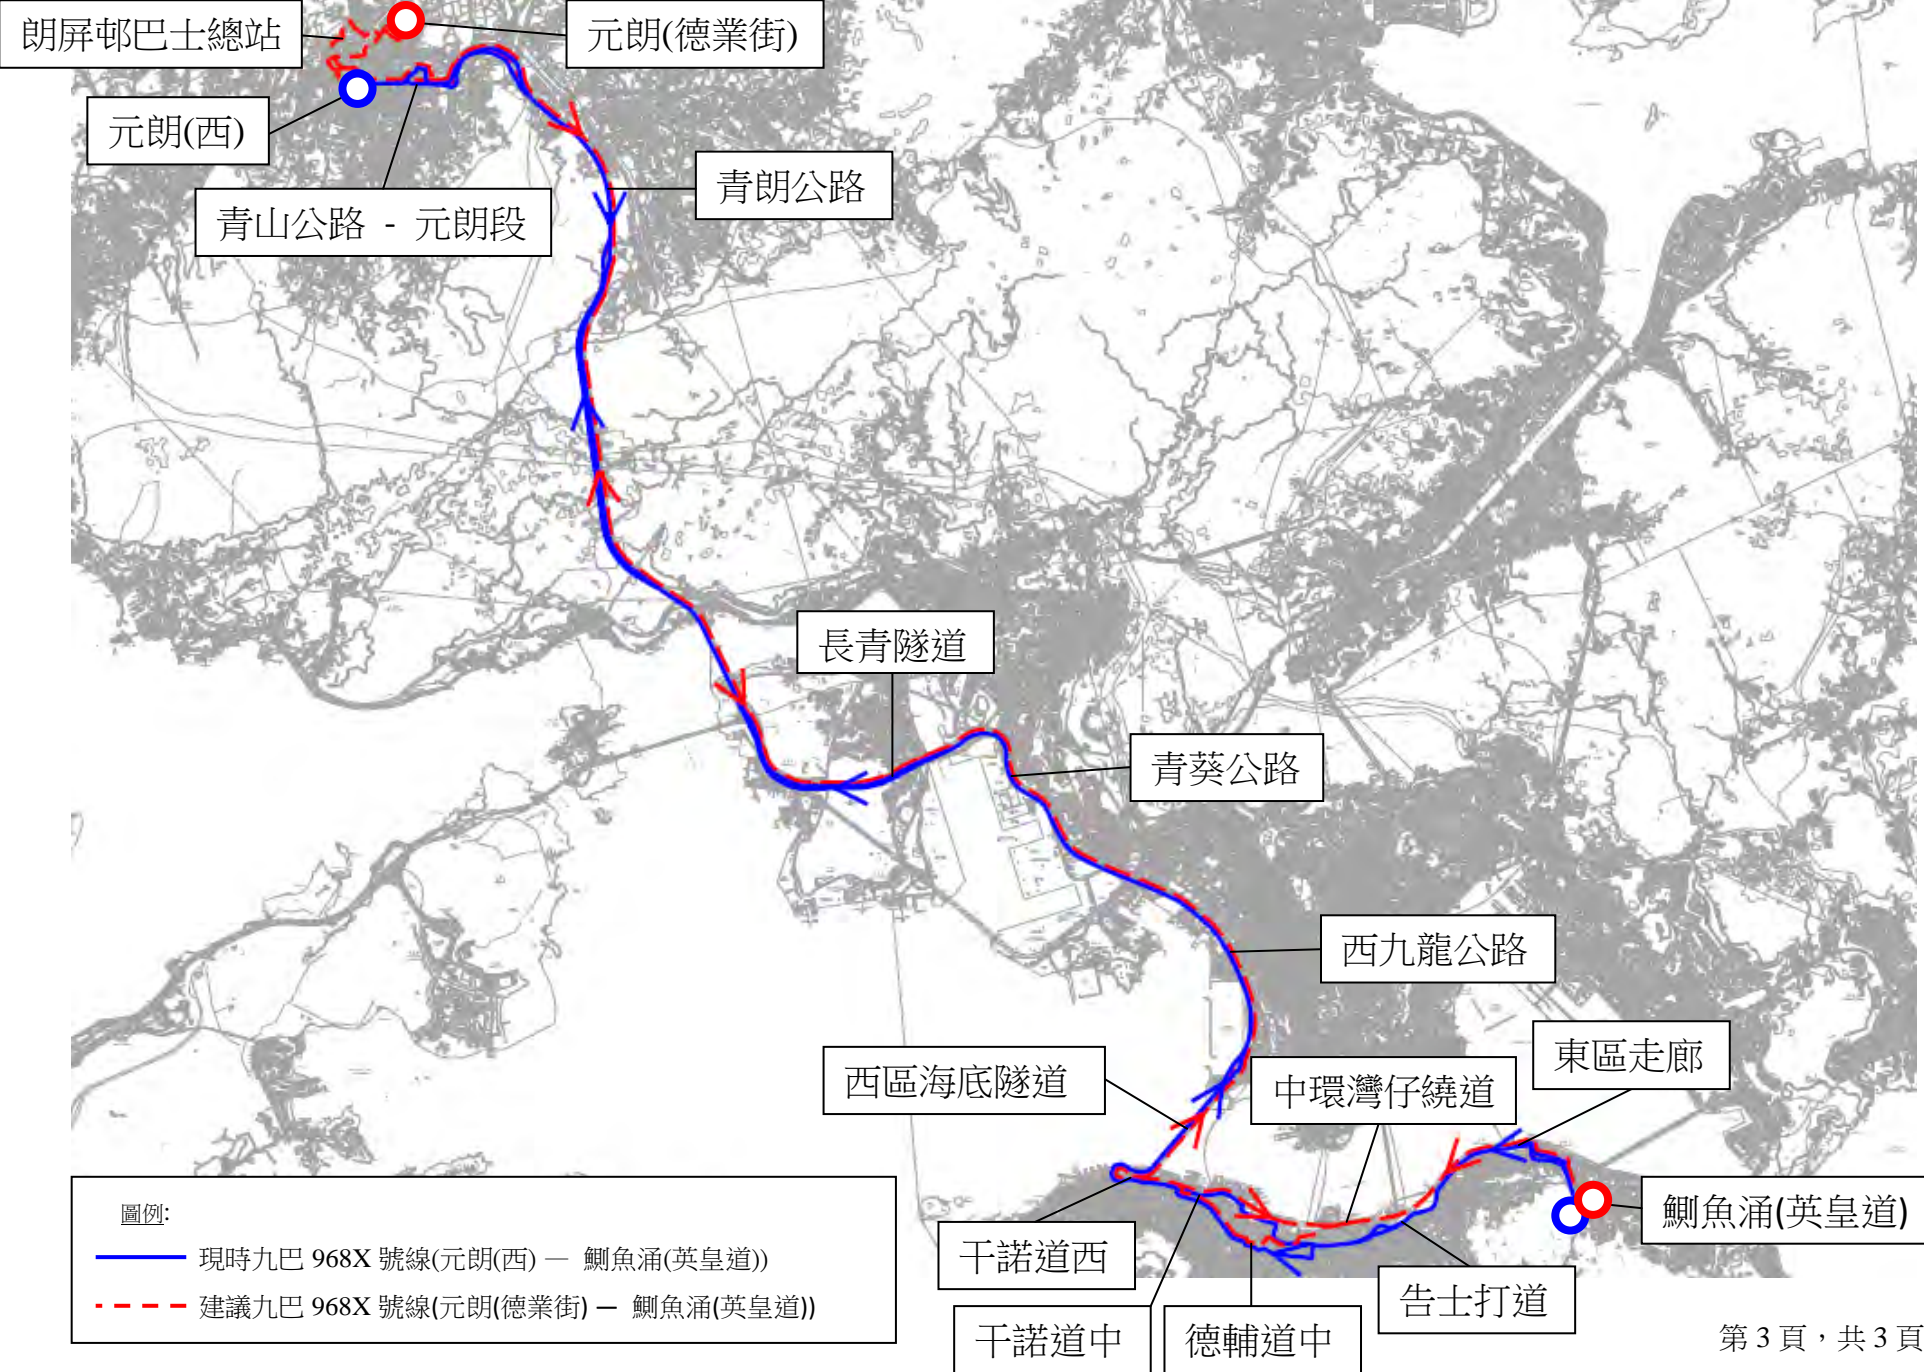 朗屏邨巴士總站
元朗(德業街)
元朗(西)
青山公路 - 元朗段
青朗公路
長青隧道
青葵公路
西九龍公路
西區海底隧道
中環灣仔繞道
東區走廊
鰂魚涌(英皇道)
干諾道西
干諾道中
德輔道中
告士打道
圖例:
現時九巴 968X 號線(元朗(西) — 鰂魚涌(英皇道))
建議九巴 968X 號線(元朗(德業街) — 鰂魚涌(英皇道))
第 3 頁，共 3 頁